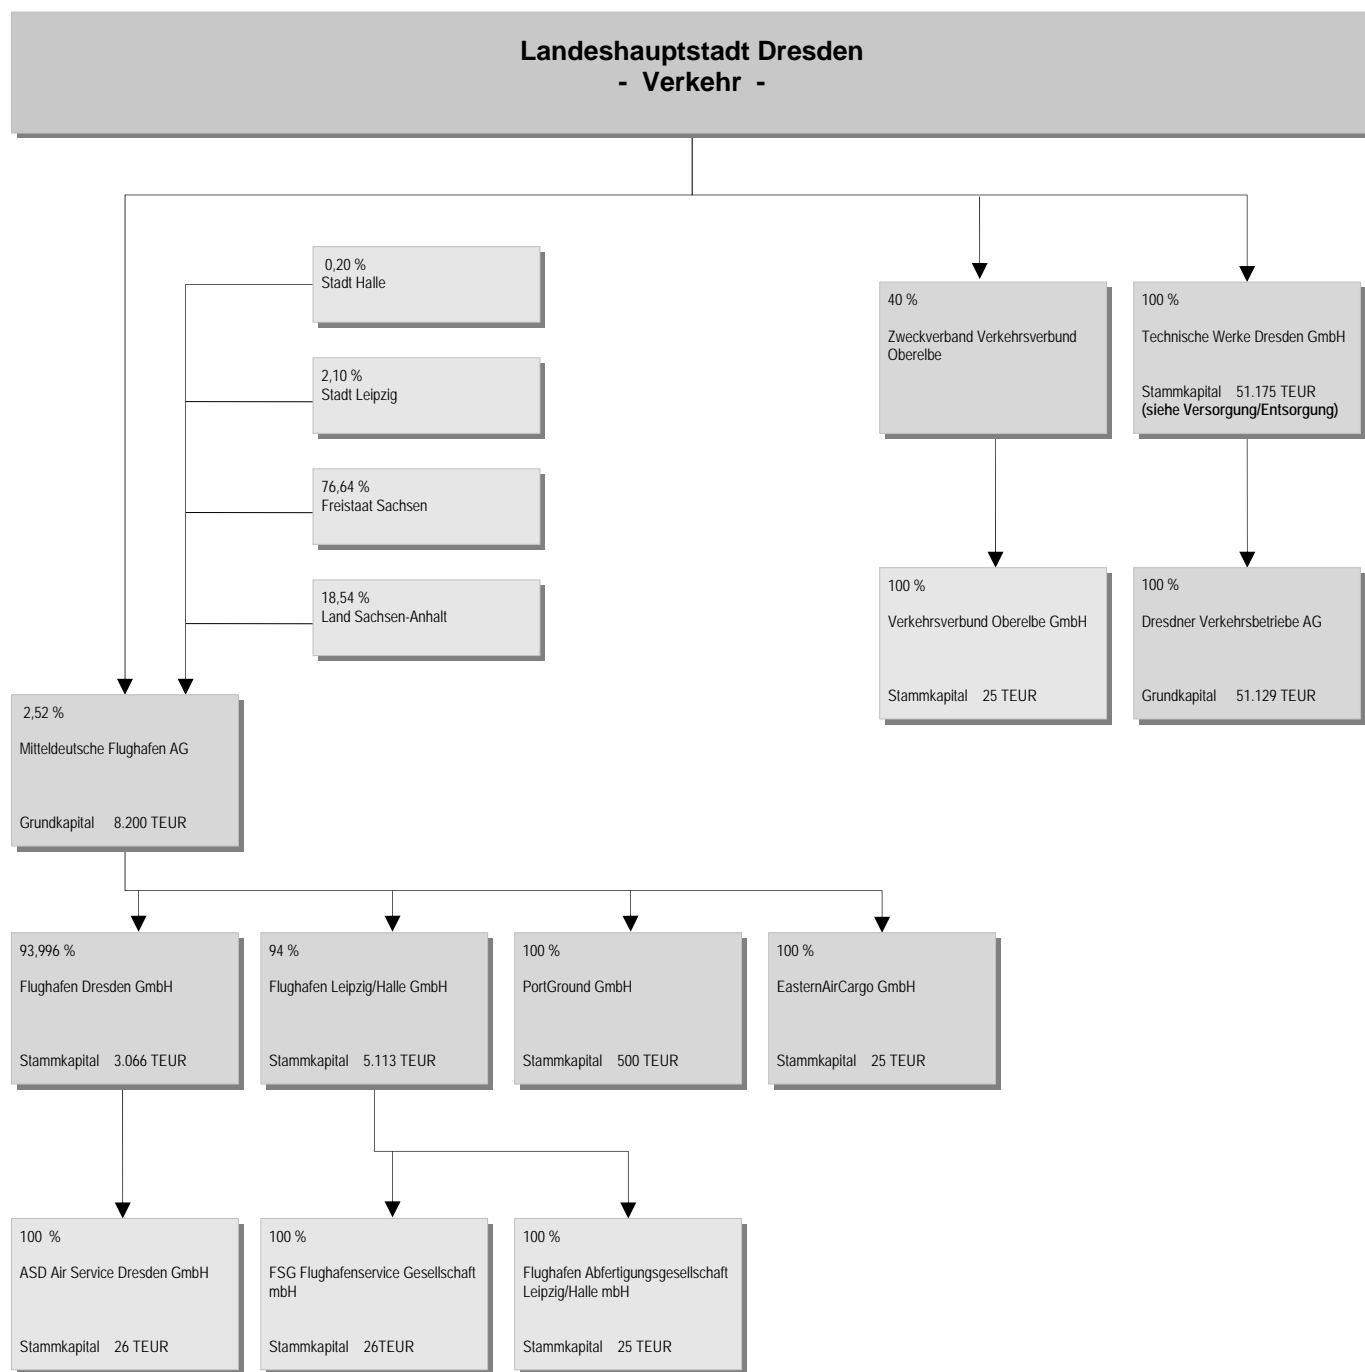 Landeshauptstadt Dresden
- Verkehr -
0,20 %
Stadt Halle
2,10 %
Stadt Leipzig
76,64 %
Freistaat Sachsen
18,54 %
Land Sachsen-Anhalt
40 %
Zweckverband Verkehrsverbund
Oberelbe
100 %
Technische Werke Dresden GmbH
Stammkapital 51.175 TEUR
(siehe Versorgung/Entsorgung)
100 %
Verkehrsverbund Oberelbe GmbH
Stammkapital 25 TEUR
100 %
Dresdner Verkehrsbetriebe AG
Grundkapital 51.129 TEUR
2,52 %
Mitteldeutsche Flughafen AG
Grundkapital 8.200 TEUR
93,996 %
Flughafen Dresden GmbH
Stammkapital 3.066 TEUR
94 %
Flughafen Leipzig/Halle GmbH
Stammkapital 5.113 TEUR
100 %
PortGround GmbH
Stammkapital 500 TEUR
100 %
EasternAirCargo GmbH
Stammkapital 25 TEUR
100 %
ASD Air Service Dresden GmbH
Stammkapital 26 TEUR
100 %
FSG Flughafenservice Gesellschaft
mbH
Stammkapital 26TEUR
100 %
Flughafen Abfertigungsgesellschaft
Leipzig/Halle mbH
Stammkapital 25 TEUR